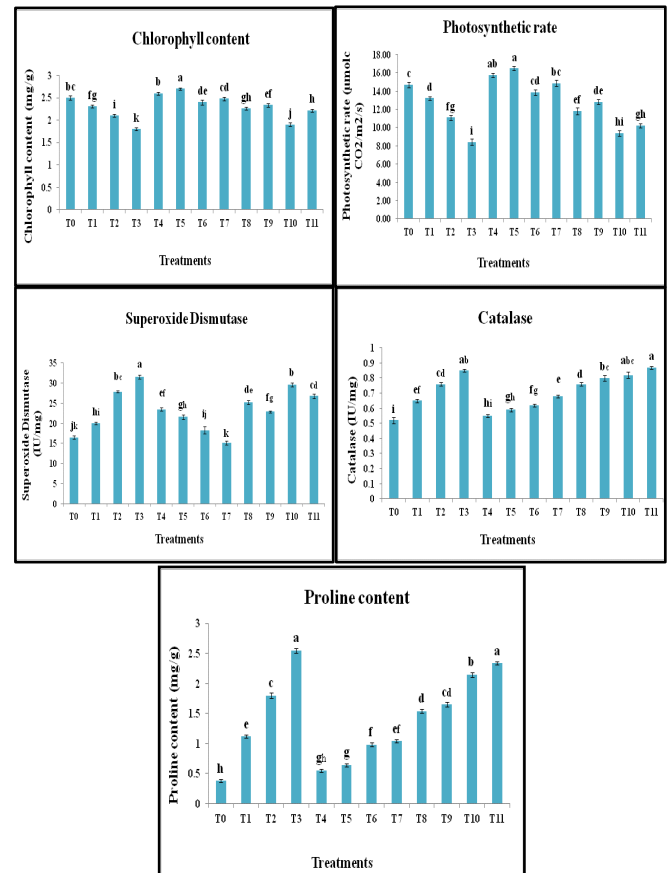 Chlorophyll content
Chlorophyll content (mg/g)
3
2.5
2
1.5
1
0.5
0
bc fg i k b a de cd gh ef j h
T0 T1 T2 T3 T4 T5 T6 T7 T8 T9 T10 T11
Treatments
Photosynthetic rate
Photosynthetic rate (µmolc
CO2/m2/s)
18.00
16.00
14.00
12.00
10.00
8.00
6.00
4.00
2.00
0.00
c d fg i ab a cd bc ef de hi gh
T0 T1 T2 T3 T4 T5 T6 T7 T8 T9 T10 T11
Treatments
Superoxide Dismutase
Superoxide Dismutase
(IU/mg)
35
30
25
20
15
10
5
0
jk hi bc a ef gh ij k de fg b cd
T0 T1 T2 T3 T4 T5 T6 T7 T8 T9 T10 T11
Treatments
Catalase
Catalase (IU/mg)
1
0.9
0.8
0.7
0.6
0.5
0.4
0.3
0.2
0.1
0
i ef cd ab hi gh fg e d bc abc a
T0 T1 T2 T3 T4 T5 T6 T7 T8 T9 T10 T11
Treatments
Proline content
Proline content (mg/g)
3
2.5
2
1.5
1
0.5
0
h e c a gh g f ef d cd b a
T0 T1 T2 T3 T4 T5 T6 T7 T8 T9 T10 T11
Treatments